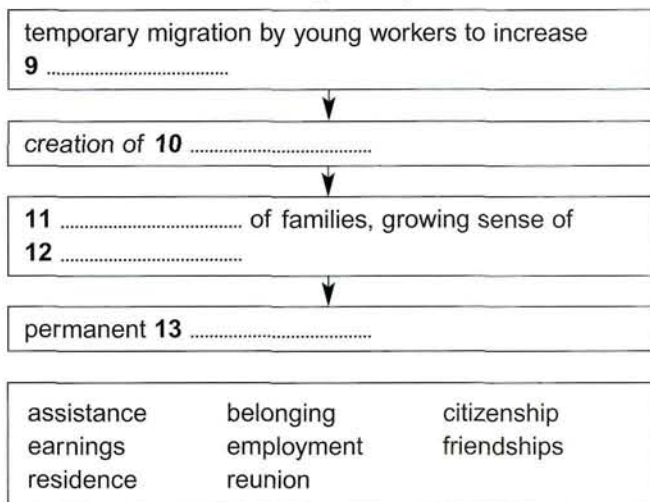 temporary migration by young workers to increase
9 ....................................
creation of 10 ....................................
11 .................................... of families, growing sense of
12 ....................................
permanent 13 ....................................
assistance belonging citizenship
earnings employment friendships
residence reunion